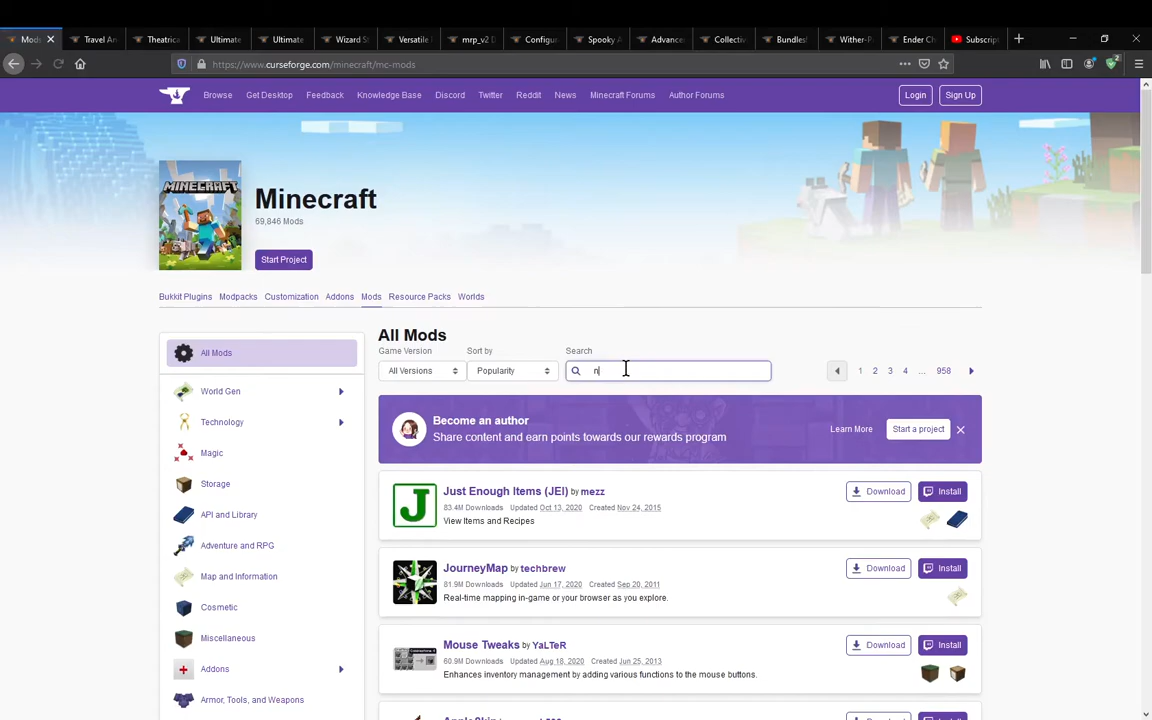 Mods
Travel An
Theatrica
Ultimate
Ultimate
Wizard St
Versatile
mrp_v2 D
Configu
Spooky A
Advance
Collectio
Bundlesf
Wither-P
Ender Ch
Subscript
https://www.curseforge.com/minecraft/mc-mods
2
Browse Get Desktop Feedback Knowledge Base Discord Twitter Reddit News Minecraft Forums Author Forums Login Sign Up
MINECRAFT
Minecraft
69,846 Mods
Start Project
Bukkit Plugins Modpacks Customization Addons Mods Resource Packs Worlds
All Mods
World Gen
Technology
Magic
Storage
API and Library
Adventure and RPG
Map and Information
Cosmetic
Miscellaneous
Addons
Armor, Tools, and Weapons
All Mods
Game Version Sort by Search
All Versions Popularity n
1 2 3 4 ... 958
Become an author
Share content and earn points towards our rewards program
Learn More Start a project
J
Just Enough Items (JEI) by mezz
83.4M Downloads Updated Oct 13, 2020 Created Nov 24, 2015
View Items and Recipes
Download Install
JourneyMap by techbrew
81.9M Downloads Updated Jun 17, 2020 Created Sep 20, 2011
Real-time mapping in-game or your browser as you explore.
Download Install
Mouse Tweaks by YaLTeR
60.9M Downloads Updated Aug 18, 2020 Created Jun 25, 2013
Enhances inventory management by adding various functions to the mouse buttons.
Download Install